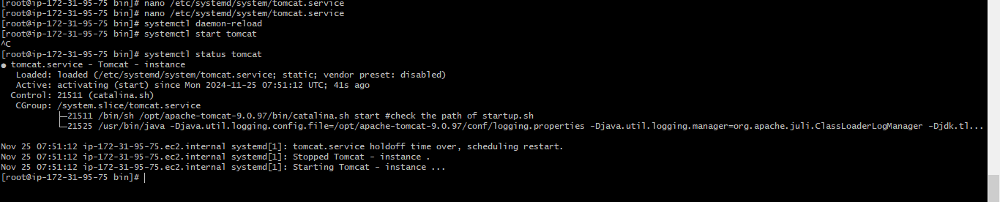 [root@ip-172-31-95-75 bin]# nano /etc/systemd/system/tomcat.service
[root@ip-172-31-95-75 bin]# nano /etc/systemd/system/tomcat.service
[root@ip-172-31-95-75 bin]# systemctl daemon-reload
[root@ip-172-31-95-75 bin]# systemctl start tomcat
^C
[root@ip-172-31-95-75 bin]# systemctl status tomcat
● tomcat.service - Tomcat - instance
   Loaded: loaded (/etc/systemd/system/tomcat.service; static; vendor preset: disabled)
   Active: activating (start) since Mon 2024-11-25 07:51:12 UTC; 41s ago
  Control: 21511 (catalina.sh)
   CGroup: /system.slice/tomcat.service
           ├─21511 /bin/sh /opt/apache-tomcat-9.0.97/bin/catalina.sh start #check the path of startup.sh
           └─21525 /usr/bin/java -Djava.util.logging.config.file=/opt/apache-tomcat-9.0.97/conf/logging.properties -Djava.util.logging.manager=org.apache.juli.ClassLoaderLogManager -Djdk.tl...

Nov 25 07:51:12 ip-172-31-95-75.ec2.internal systemd[1]: tomcat.service holdoff time over, scheduling restart.
Nov 25 07:51:12 ip-172-31-95-75.ec2.internal systemd[1]: Stopped Tomcat - instance .
Nov 25 07:51:12 ip-172-31-95-75.ec2.internal systemd[1]: Starting Tomcat - instance ...
[root@ip-172-31-95-75 bin]#